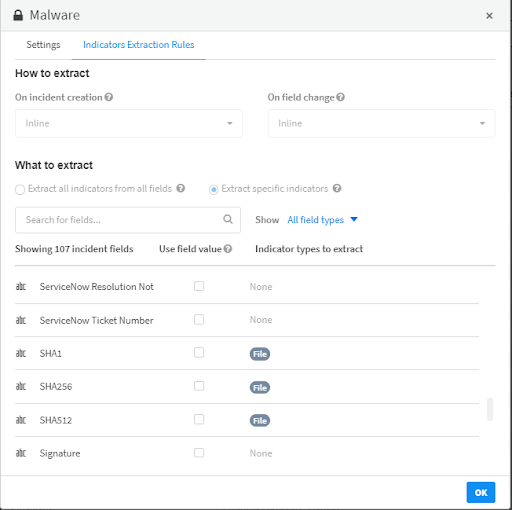 Malware
×
Settings
Indicators Extraction Rules
How to extract
On incident creation ?
On field change ?
Inline
Inline
What to extract
Extract all indicators from all fields ?
Extract specific indicators ?
Search for fields...
Show All field types
Showing 107 incident fields
Use field value ?
Indicator types to extract
abc ServiceNow Resolution Not
None
abc ServiceNow Ticket Number
None
abc SHA1
File
abc SHA256
File
abc SHA512
File
abc Signature
None
OK